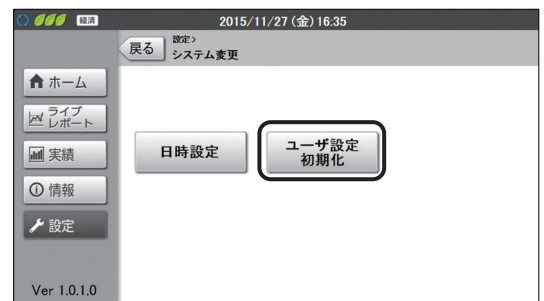 経済
2015/11/27(金)16:35
戻る
設定>
システム変更
ホーム
ライブ
レポート
実績
情報
設定
日時設定
ユーザ設定
初期化
Ver 1.0.1.0